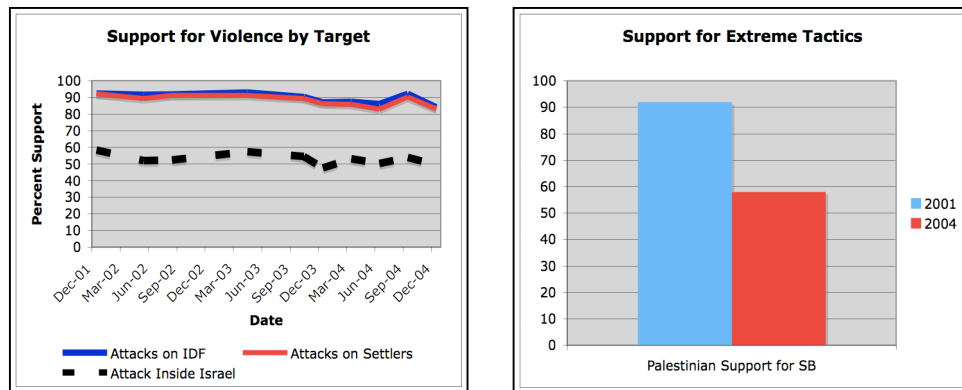 Support for Violence by Target
100
90
80
70
60
50
40
30
20
10
0
Percent Support
Dec-01
Mar-02
Jun-02
Sep-02
Dec-02
Mar-03
Jun-03
Sep-03
Dec-03
Mar-04
Jun-04
Sep-04
Dec-04
Date
Attacks on IDF
Attacks on Settlers
Attack Inside Israel
Support for Extreme Tactics
100
90
80
70
60
50
40
30
20
10
0
2001
2004
Palestinian Support for SB